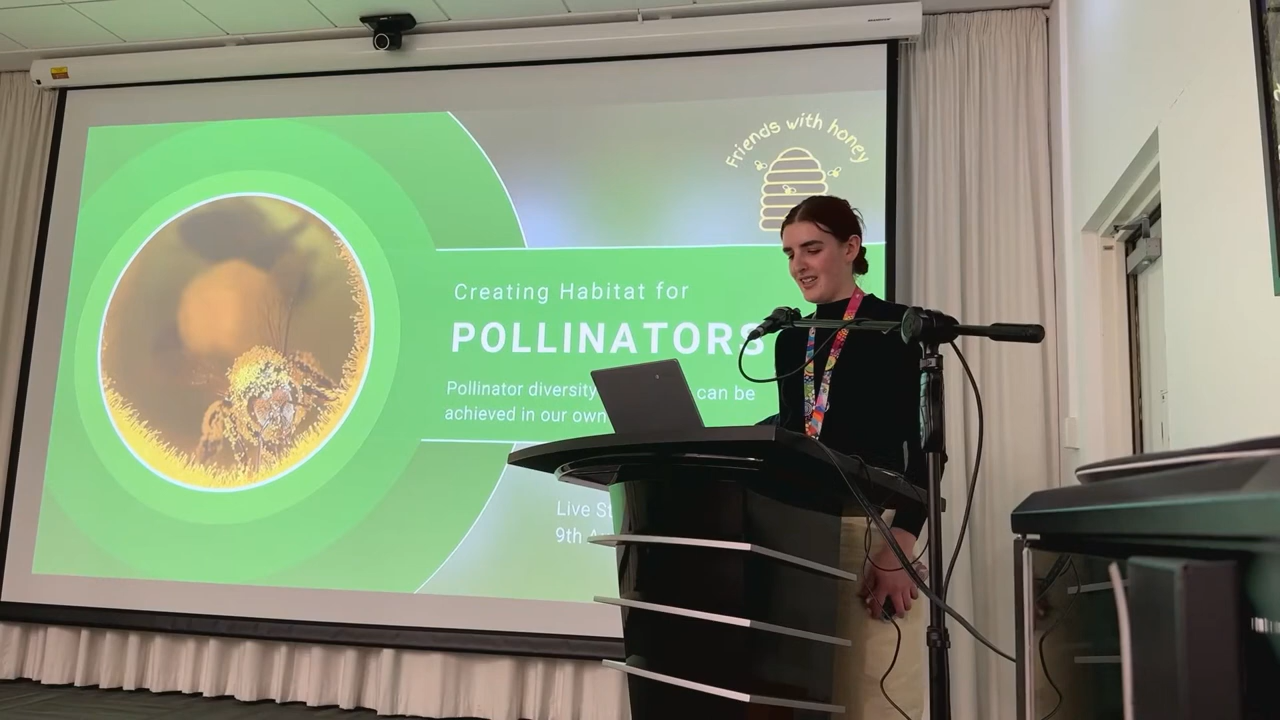 Friends with honey
Creating Habitat for
POLLINATORS
Pollinator diversity can be
achieved in our own
Live St
9th A